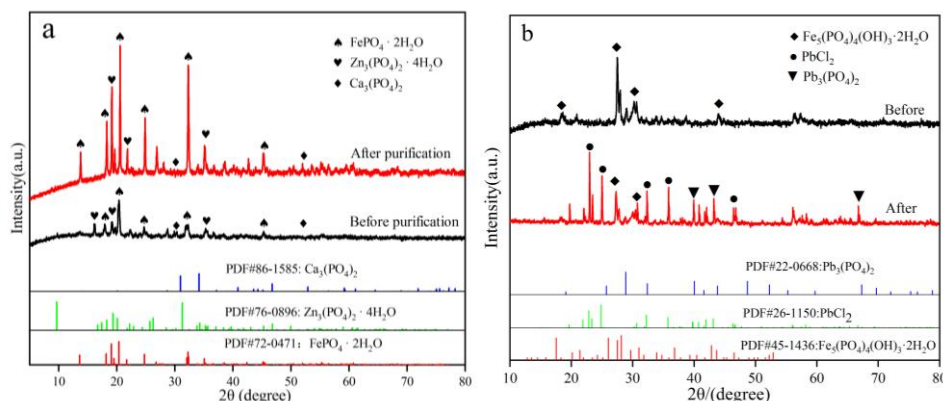 a
♠ FePO₄ · 2H₂O
♥ Zn₃(PO₄)₂ · 4H₂O
♦ Ca₃(PO₄)₂
After purification
Before purification
PDF#86-1585: Ca₃(PO₄)₂
PDF#76-0896: Zn₃(PO₄)₂ · 4H₂O
PDF#72-0471: FePO₄ · 2H₂O
Intensity(a.u.)
10 20 30 40 50 60 70 80
2θ/ (degree)
b
◆ Fe₅(PO₄)₄(OH)₃·2H₂O
● PbCl₂
▼ Pb₃(PO₄)₂
Before
After
PDF#22-0668:Pb₃(PO₄)₂
PDF#26-1150:PbCl₂
PDF#45-1436:Fe₅(PO₄)₄(OH)₃·2H₂O
Intensity(a.u.)
10 20 30 40 50 60 70 80
2θ/(degree)